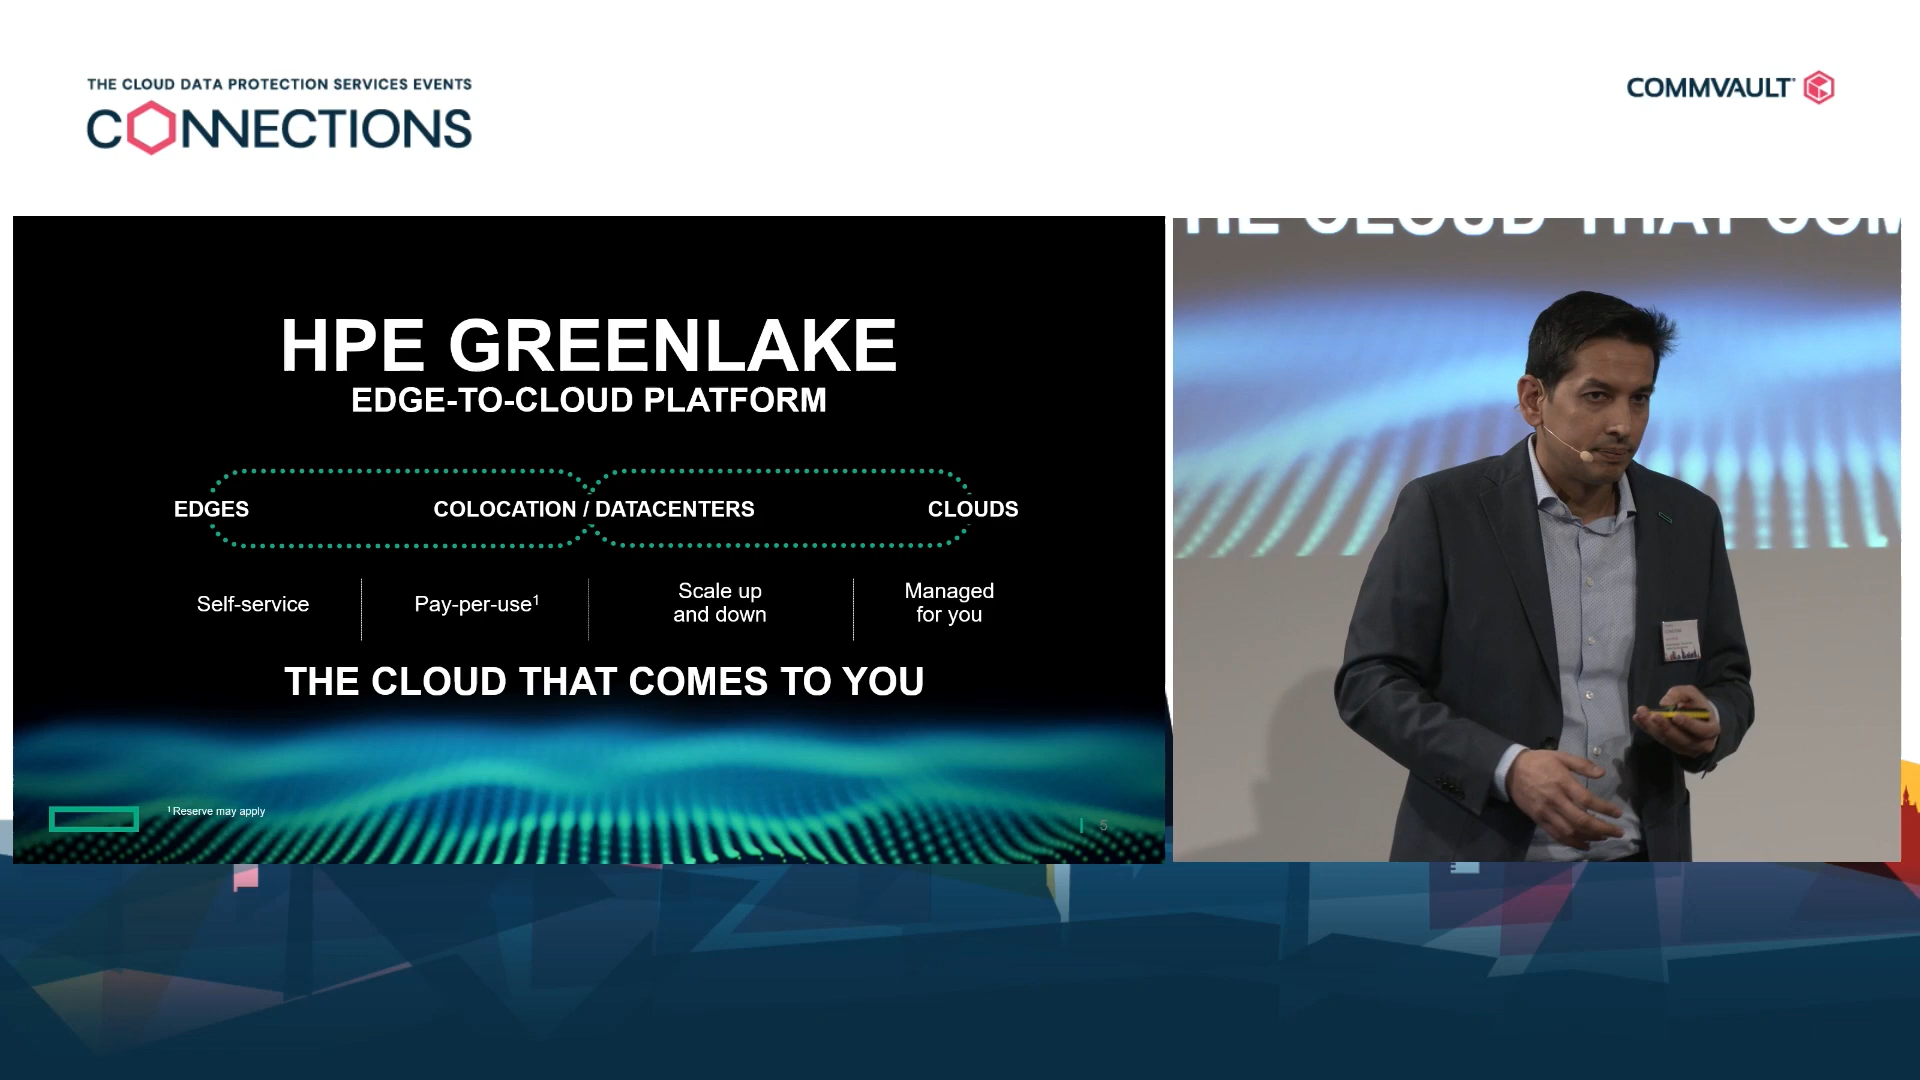 THE CLOUD DATA PROTECTION SERVICES EVENTS
CONNECTIONS
COMMVAULT
HPE GREENLAKE
EDGE-TO-CLOUD PLATFORM
EDGES
COLOCATION / DATACENTERS
CLOUDS
Self-service
Pay-per-use¹
Scale up
and down
Managed
for you
THE CLOUD THAT COMES TO YOU
¹ Reserve may apply
5
THE CLOUD THAT COM